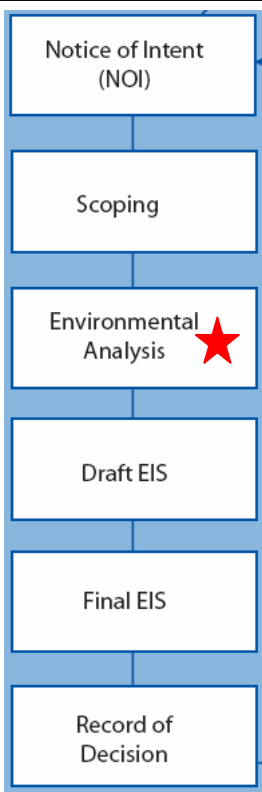 Notice of Intent
(NOI)
Scoping
Environmental
Analysis
Draft EIS
Final EIS
Record of
Decision